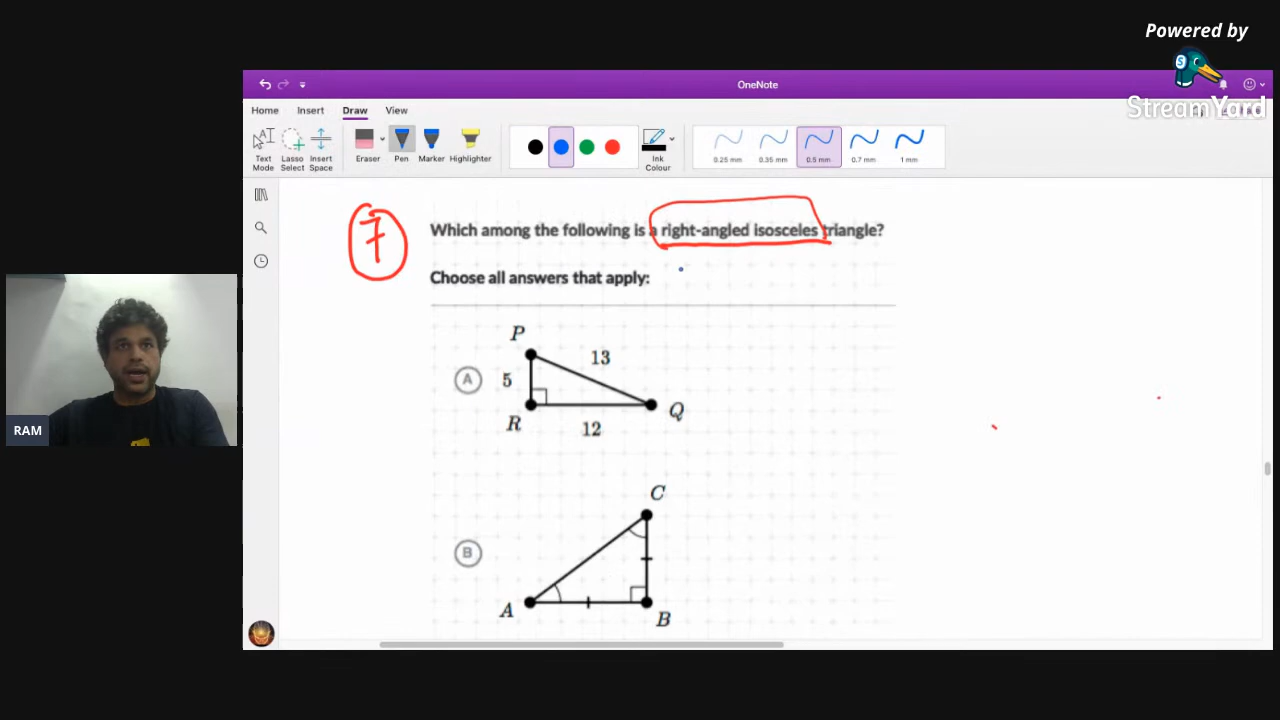 Powered by
StreamYard
OneNote
Home Insert Draw View
Text Mode
Lasso Select
Insert Space
Eraser
Pen
Marker
Highlighter
Ink Colour
0.25 mm
0.35 mm
0.5 mm
0.7 mm
1 mm
7
Which among the following is a right-angled isosceles triangle?
Choose all answers that apply:
P
13
A
5
R
Q
12
C
B
A
B
RAM